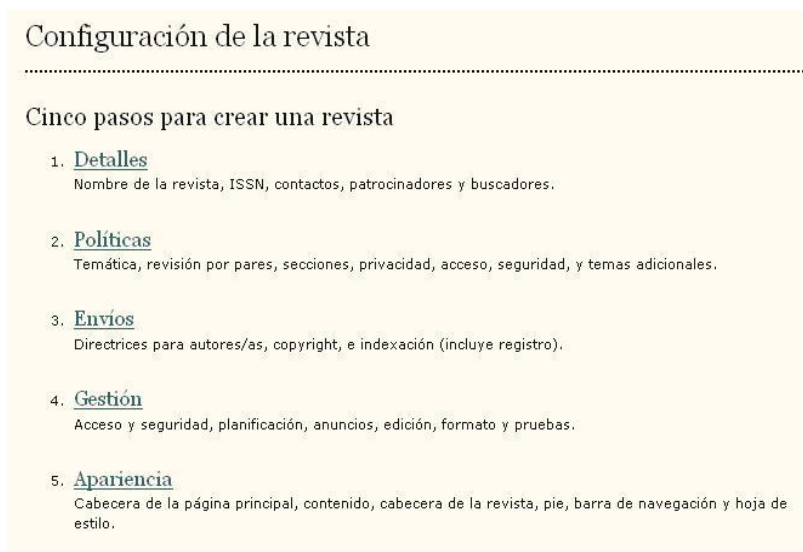 Configuración de la revista
Cinco pasos para crear una revista
1. Detalles
Nombre de la revista, ISSN, contactos, patrocinadores y buscadores.
2. Políticas
Temática, revisión por pares, secciones, privacidad, acceso, seguridad, y temas adicionales.
3. Envíos
Directrices para autores/as, copyright, e indexación (incluye registro).
4. Gestión
Acceso y seguridad, planificación, anuncios, edición, formato y pruebas.
5. Apariencia
Cabecera de la página principal, contenido, cabecera de la revista, pie, barra de navegación y hoja de
estilo.